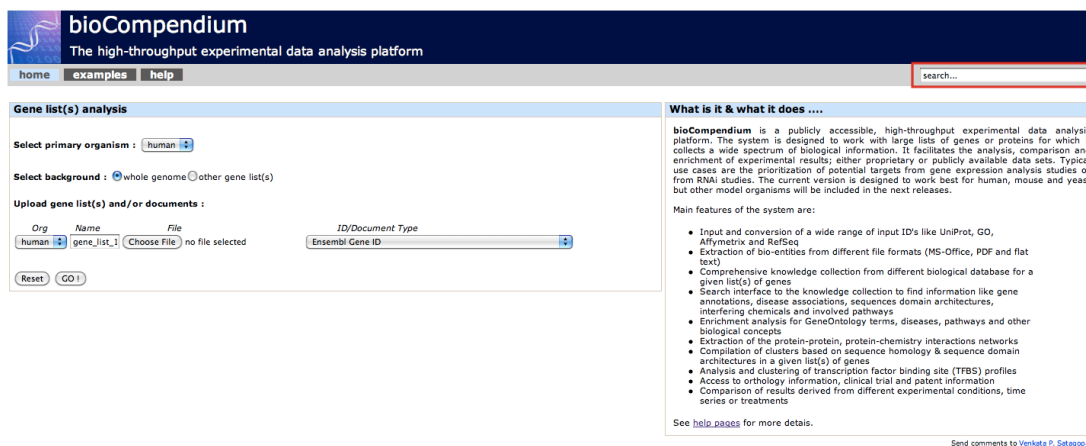 bioCompendium
The high-throughput experimental data analysis platform
home examples help
search...
Gene list(s) analysis
Select primary organism : human
Select background : whole genome other gene list(s)
Upload gene list(s) and/or documents :
Org Name File ID/Document Type
human gene_list_1 Choose File no file selected Ensembl Gene ID
Reset GO !
What is it & what it does ....
bioCompendium is a publicly accessible, high-throughput experimental data analysi
platform. The system is designed to work with large lists of genes or proteins for which
collects a wide spectrum of biological information. It facilitates the analysis, comparison an
enrichment of experimental results; either proprietary or publicly available data sets. Typica
use cases are the prioritization of potential targets from gene expression analysis studies o
from RNAi studies. The current version is designed to work best for human, mouse and yeas
but other model organisms will be included in the next releases.
Main features of the system are:
• Input and conversion of a wide range of input ID's like UniProt, GO,
Affymetrix and RefSeq
• Extraction of bio-entities from different file formats (MS-Office, PDF and flat
text)
• Comprehensive knowledge collection from different biological database for a
given list(s) of genes
• Search interface to the knowledge collection to find information like gene
annotations, disease associations, sequences domain architectures,
interfering chemicals and involved pathways
• Enrichment analysis for GeneOntology terms, diseases, pathways and other
biological concepts
• Extraction of the protein-protein, protein-chemistry interactions networks
• Compilation of clusters based on sequence homology & sequence domain
architectures in a given list(s) of genes
• Analysis and clustering of transcription factor binding site (TFBS) profiles
• Access to orthology information, clinical trial and patent information
• Comparison of results derived from different experimental conditions, time
series or treatments
See help pages for more detais.
Send comments to Venkata P. Satagop